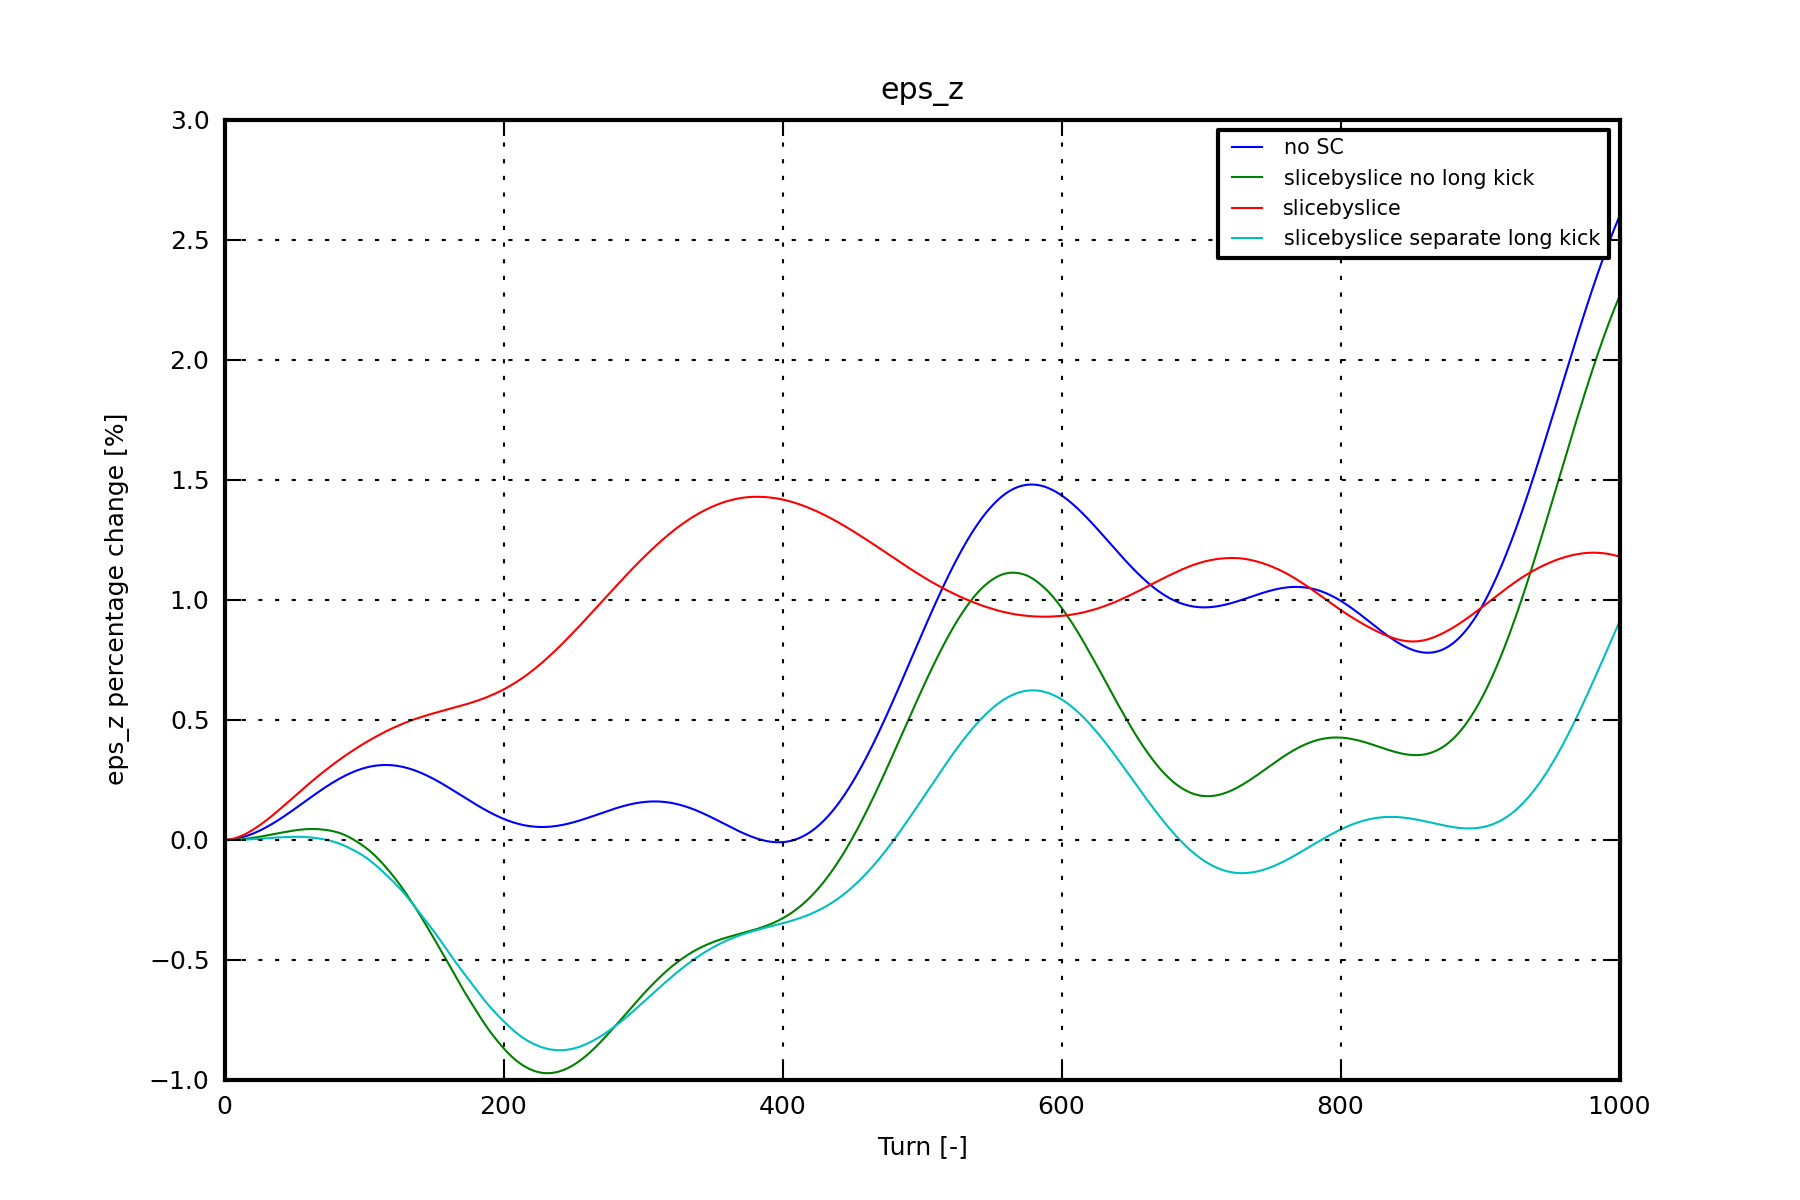 eps_z
3.0
2.5
2.0
1.5
1.0
0.5
0.0
−0.5
−1.0
eps_z percentage change [%]
no SC
slicebyslice no long kick
slicebyslice
slicebyslice separate long kick
0 200 400 600 800 1000
Turn [-]